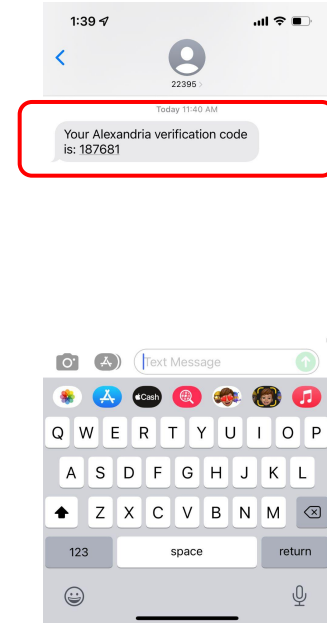 1:39
22395 >
Today 11:40 AM
Your Alexandria verification code
is: 187681
Text Message
Cash
Q W E R T Y U I O P
A S D F G H J K L
Z X C V B N M
123 space return